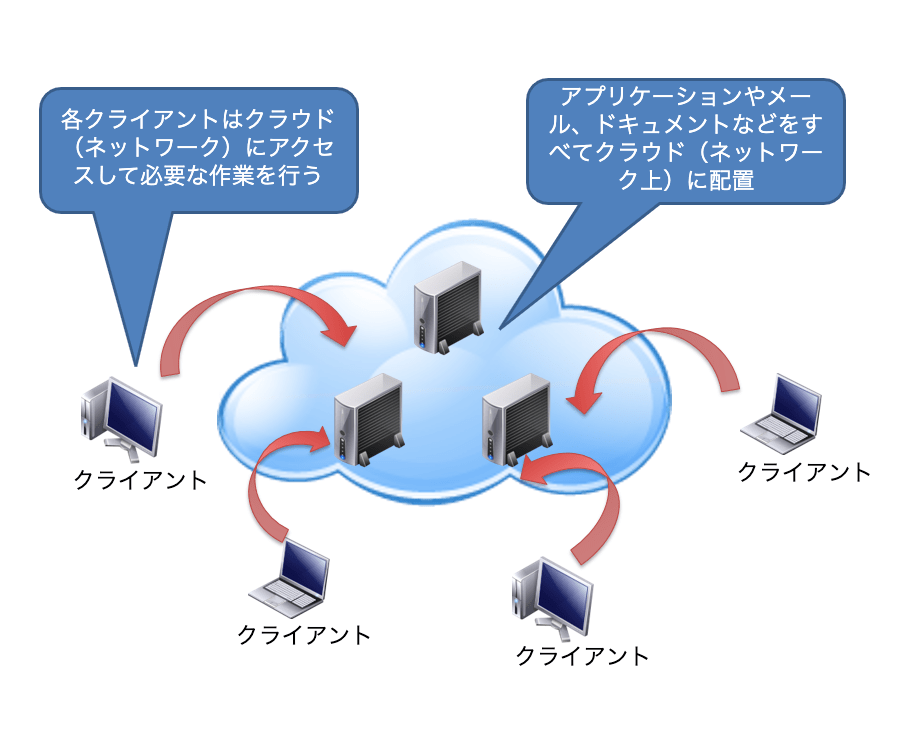 各クライアントはクラウド
（ネットワーク）にアクセ
スして必要な作業を行う
アプリケーションやメー
ル、ドキュメントなどをす
べてクラウド（ネットワー
ク上）に配置
クライアント
クライアント
クライアント
クライアント